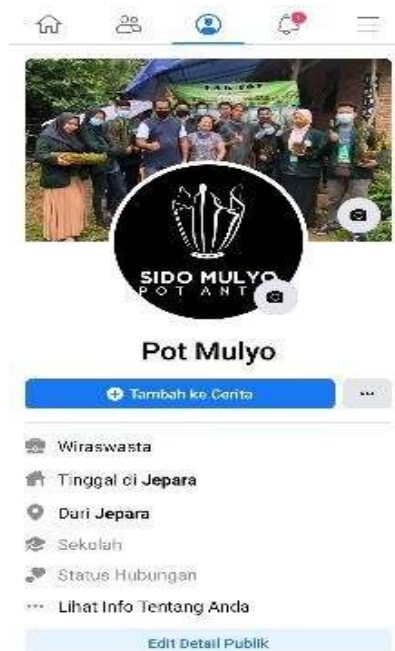 SIDO MULYO
POT ANT
Pot Mulyo
Tambah ke Cerita
Wiraswasta
Tinggal di Jepara
Dari Jepara
Sekolah
Status Hubungan
Lihat Info Tentang Anda
Edit Detail Publik